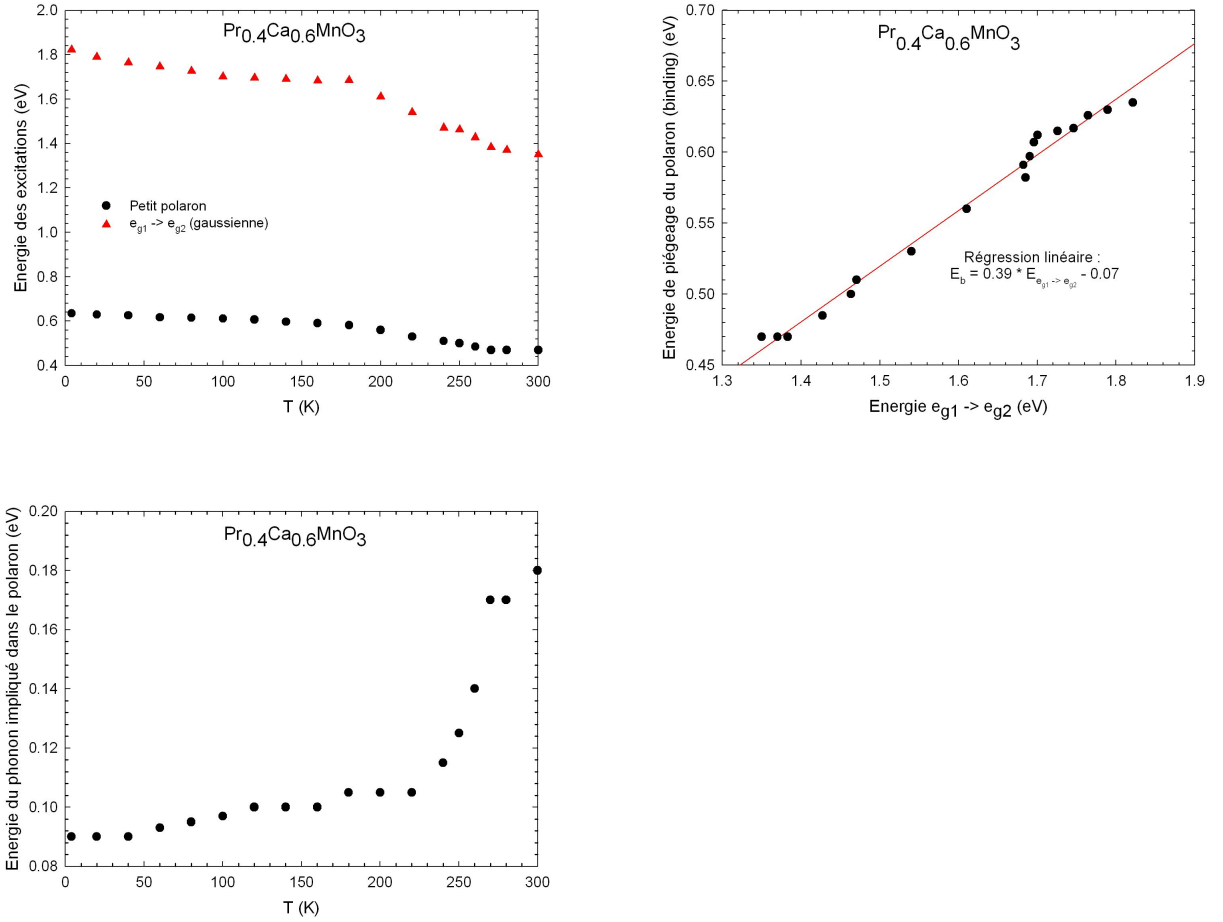 Pr0.4Ca0.6MnO3
Energie des excitations (eV)
2.0
1.8
1.6
1.4
1.2
1.0
0.8
0.6
0.4
Petit polaron
eg1 -> eg2 (gaussienne)
0 50 100 150 200 250 300
T (K)
Pr0.4Ca0.6MnO3
Energie de piégeage du polaron (binding) (eV)
0.70
0.65
0.60
0.55
0.50
0.45
Régression linéaire :
Eb = 0.39 * Eeg1 -> eg2 - 0.07
1.3 1.4 1.5 1.6 1.7 1.8 1.9
Energie eg1 -> eg2 (eV)
Pr0.4Ca0.6MnO3
Energie du phonon impliqué dans le polaron (eV)
0.20
0.18
0.16
0.14
0.12
0.10
0.08
0 50 100 150 200 250 300
T (K)